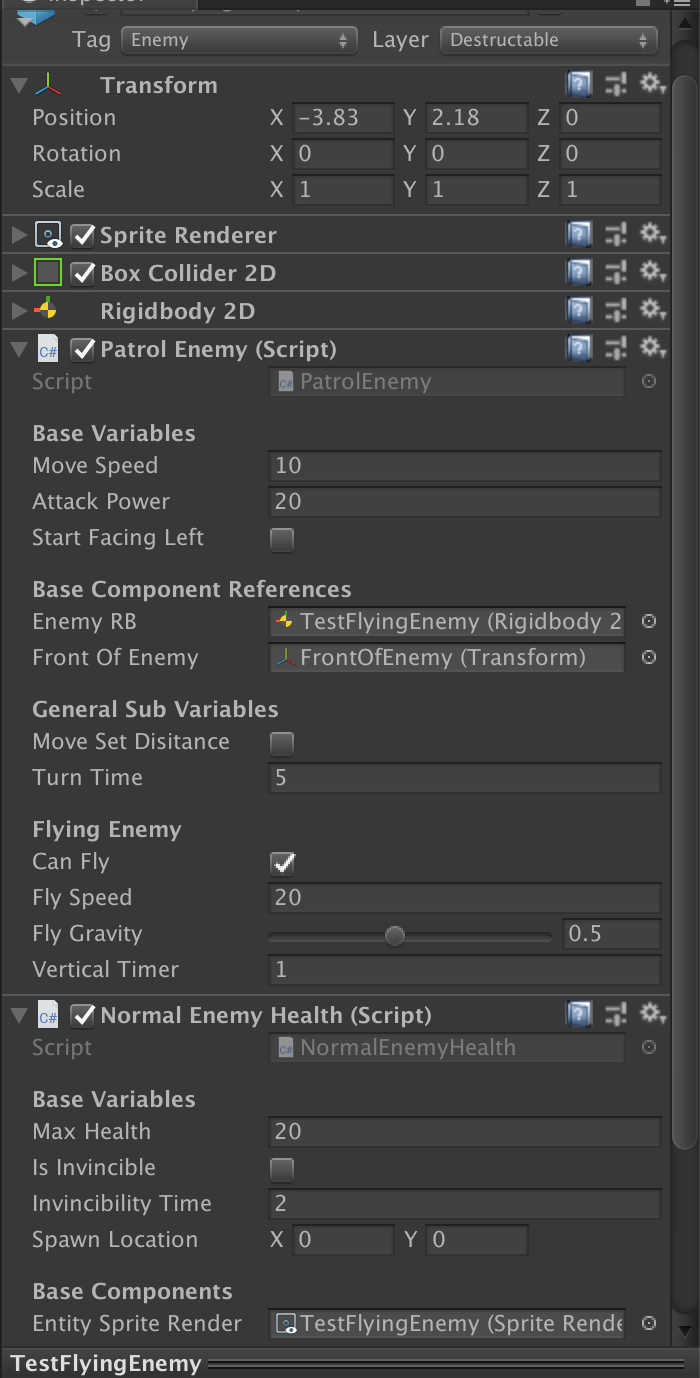 Tag Enemy Layer Destructable
Transform
Position X -3.83 Y 2.18 Z 0
Rotation X 0 Y 0 Z 0
Scale X 1 Y 1 Z 1
Sprite Renderer
Box Collider 2D
Rigidbody 2D
C# Patrol Enemy (Script)
Script C# PatrolEnemy
Base Variables
Move Speed 10
Attack Power 20
Start Facing Left
Base Component References
Enemy RB TestFlyingEnemy (Rigidbody 2
Front Of Enemy FrontOfEnemy (Transform)
General Sub Variables
Move Set Disitance
Turn Time 5
Flying Enemy
Can Fly
Fly Speed 20
Fly Gravity 0.5
Vertical Timer 1
C# Normal Enemy Health (Script)
Script C# NormalEnemyHealth
Base Variables
Max Health 20
Is Invincible
Invincibility Time 2
Spawn Location X 0 Y 0
Base Components
Entity Sprite Render TestFlyingEnemy (Sprite Rende
TestFlyingEnemy